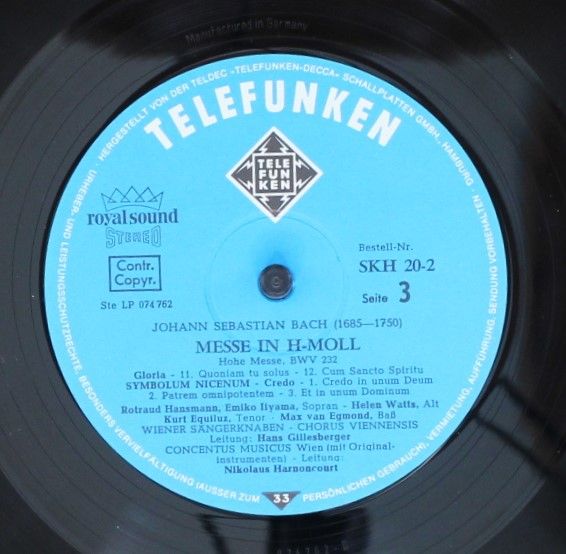 Manufactured in Germany
HERGESTELLT VON DER TELDEC »TELEFUNKEN-DECCA« SCHALLPLATTEN GMBH., HAMBURG
URHEBER- UND LEISTUNGSSCHUTZRECHTE, BESONDERS VERVIELFÄLTIGUNG (AUSSER ZUM PERSÖNLICHEN GEBRAUCH), VERMIETUNG, AUFFÜHRUNG, SENDUNG VORBEHALTEN
TELEFUNKEN
TELE
FUN
KEN
royal sound
STEREO
Contr.
Copyr.
Ste LP 074 762
Bestell-Nr.
SKH 20-2
Seite 3
JOHANN SEBASTIAN BACH (1685—1750)
MESSE IN H-MOLL
Hohe Messe, BWV 232
Gloria - 11. Quoniam tu solus - 12. Cum Sancto Spiritu
SYMBOLUM NICENUM - Credo - 1. Credo in unum Deum
2. Patrem omnipotentem - 3. Et in unum Dominum
Rotraud Hansmann, Emiko Iiyama, Sopran - Helen Watts, Alt
Kurt Equiluz, Tenor - Max van Egmond, Baß
WIENER SÄNGERKNABEN - CHORUS VIENNENSIS
Leitung: Hans Gillesberger
CONCENTUS MUSICUS Wien (mit Original-
instrumenten) - Leitung:
Nikolaus Harnoncourt
33